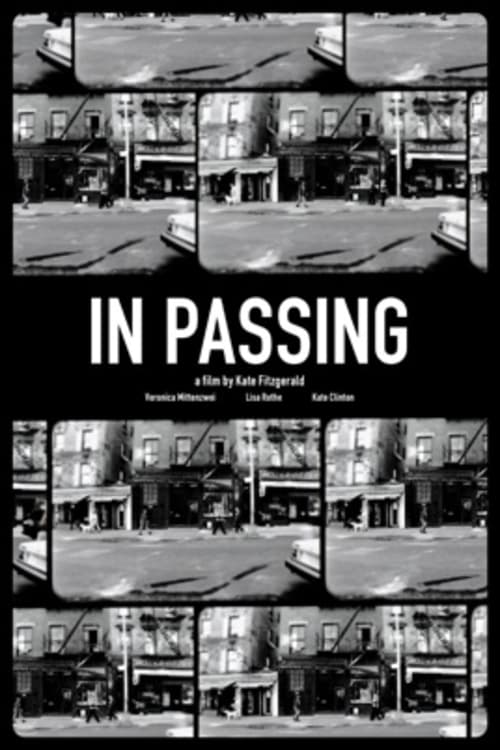 IN PASSING
a film by Kate Fitzgerald
Veronica Mittenzwei Lisa Rothe Kate Clinton